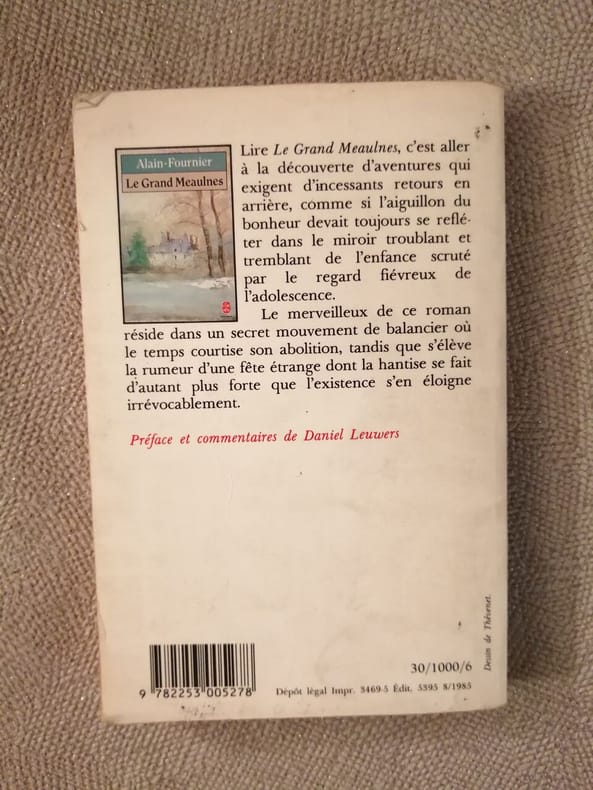 Alain-Fournier
Le Grand Meaulnes
Lire Le Grand Meaulnes, c'est aller
à la découverte d'aventures qui
exigent d'incessants retours en
arrière, comme si l'aiguillon du
bonheur devait toujours se reflé-
ter dans le miroir troublant et
tremblant de l'enfance scruté
par le regard fiévreux de
l'adolescence.
Le merveilleux de ce roman
réside dans un secret mouvement de balancier où
le temps courtise son abolition, tandis que s'élève
la rumeur d'une fête étrange dont la hantise se fait
d'autant plus forte que l'existence s'en éloigne
irrévocablement.
Préface et commentaires de Daniel Leuwers
Dessin de Thévenet.
30/1000/6
9 782253 005278
Dépôt légal Impr. 3469-5 Édit. 5395 8/1985